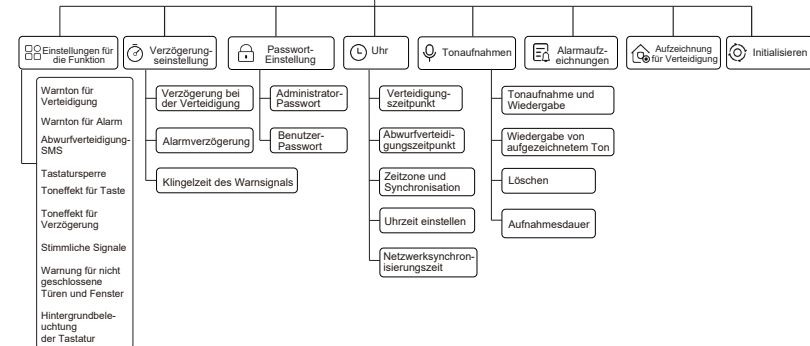 Einstellungen für
die Funktion
Verzögerung-
seinstellung
Passwort-
Einstellung
Uhr
Tonaufnahmen
Alarmaufz-
eichnungen
Aufzeichnung
für Verteidigung
Initialisieren
Warnton für
Verteidigung
Warnton für Alarm
Abwurfverteidigung-
SMS
Tastatursperre
Toneffekt für Taste
Toneffekt für
Verzögerung
Stimmliche Signale
Warnung für nicht
geschlossene
Türen und Fenster
Hintergrundbele-
uchtung
der Tastatur
Verzögerung bei
der Verteidigung
Alarmverzögerung
Klingelzeit des Warnsignals
Administrator-
Passwort
Benutzer-
Passwort
Verteidigung-
szeitpunkt
Abwurfverteidi-
gungszeitpunkt
Zeitzone und
Synchronisation
Uhrzeit einstellen
Netzwerksynchron-
isierungszeit
Tonaufnahme und
Wiedergabe
Wiedergabe von
aufgezeichnetem Ton
Löschen
Aufnahmesdauer